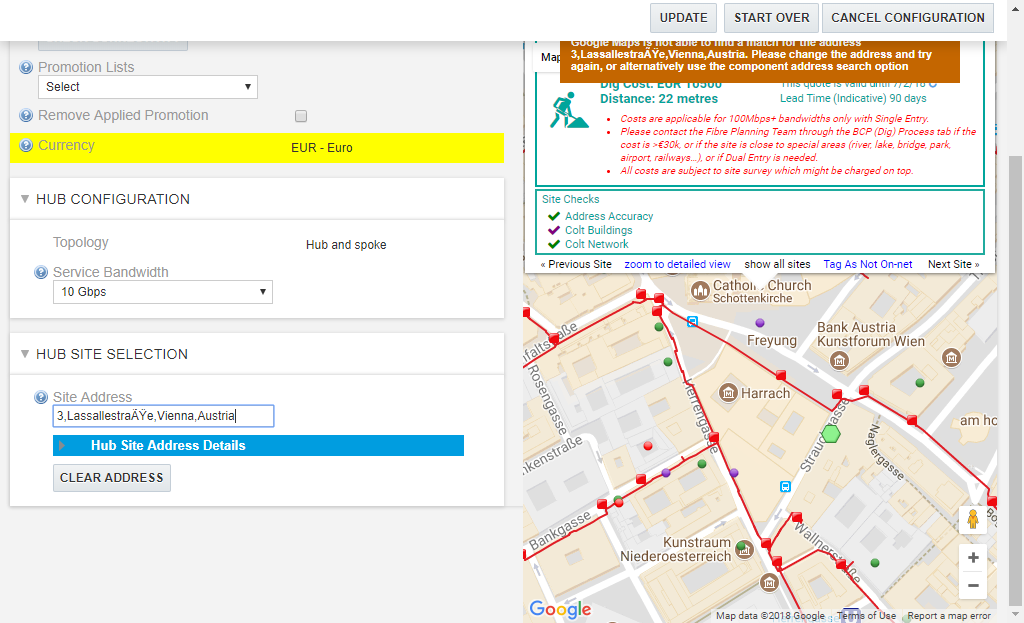 UPDATE
START OVER
CANCEL CONFIGURATION
Promotion Lists
Select
Remove Applied Promotion
Currency
EUR - Euro
HUB CONFIGURATION
Topology
Hub and spoke
Service Bandwidth
10 Gbps
HUB SITE SELECTION
Site Address
3,LassallestraÃŸe,Vienna,Austria
Hub Site Address Details
CLEAR ADDRESS
Map
Google Maps is not able to find a match for the address
3,LassallestraÃŸe,Vienna,Austria. Please change the address and try
again, or alternatively use the component address search option
Dig Cost: EUR 10500
This quote is valid until 7/2/18
Distance: 22 metres
Lead Time (Indicative) 90 days
Costs are applicable for 100Mbps+ bandwidths only with Single Entry.
Please contact the Fibre Planning Team through the BCP (Dig) Process tab if the
cost is >€30k, or if the site is close to special areas (river, lake, bridge, park,
airport, railways...), or if Dual Entry is needed.
All costs are subject to site survey which might be charged on top.
Site Checks
Address Accuracy
Colt Buildings
Colt Network
« Previous Site
zoom to detailed view
show all sites
Tag As Not On-net
Next Site »
Catholic Church
Schottenkirche
Freyung
Bank Austria
Kunstforum Wien
Harrach
am ho
Rosengasse
Herrengasse
Strauchgasse
Naglergasse
nkenstraße
Bankgasse
Wallnerstraße
Kunstraum
Niederoesterreich
Google
Map data ©2018 Google
Terms of Use
Report a map error